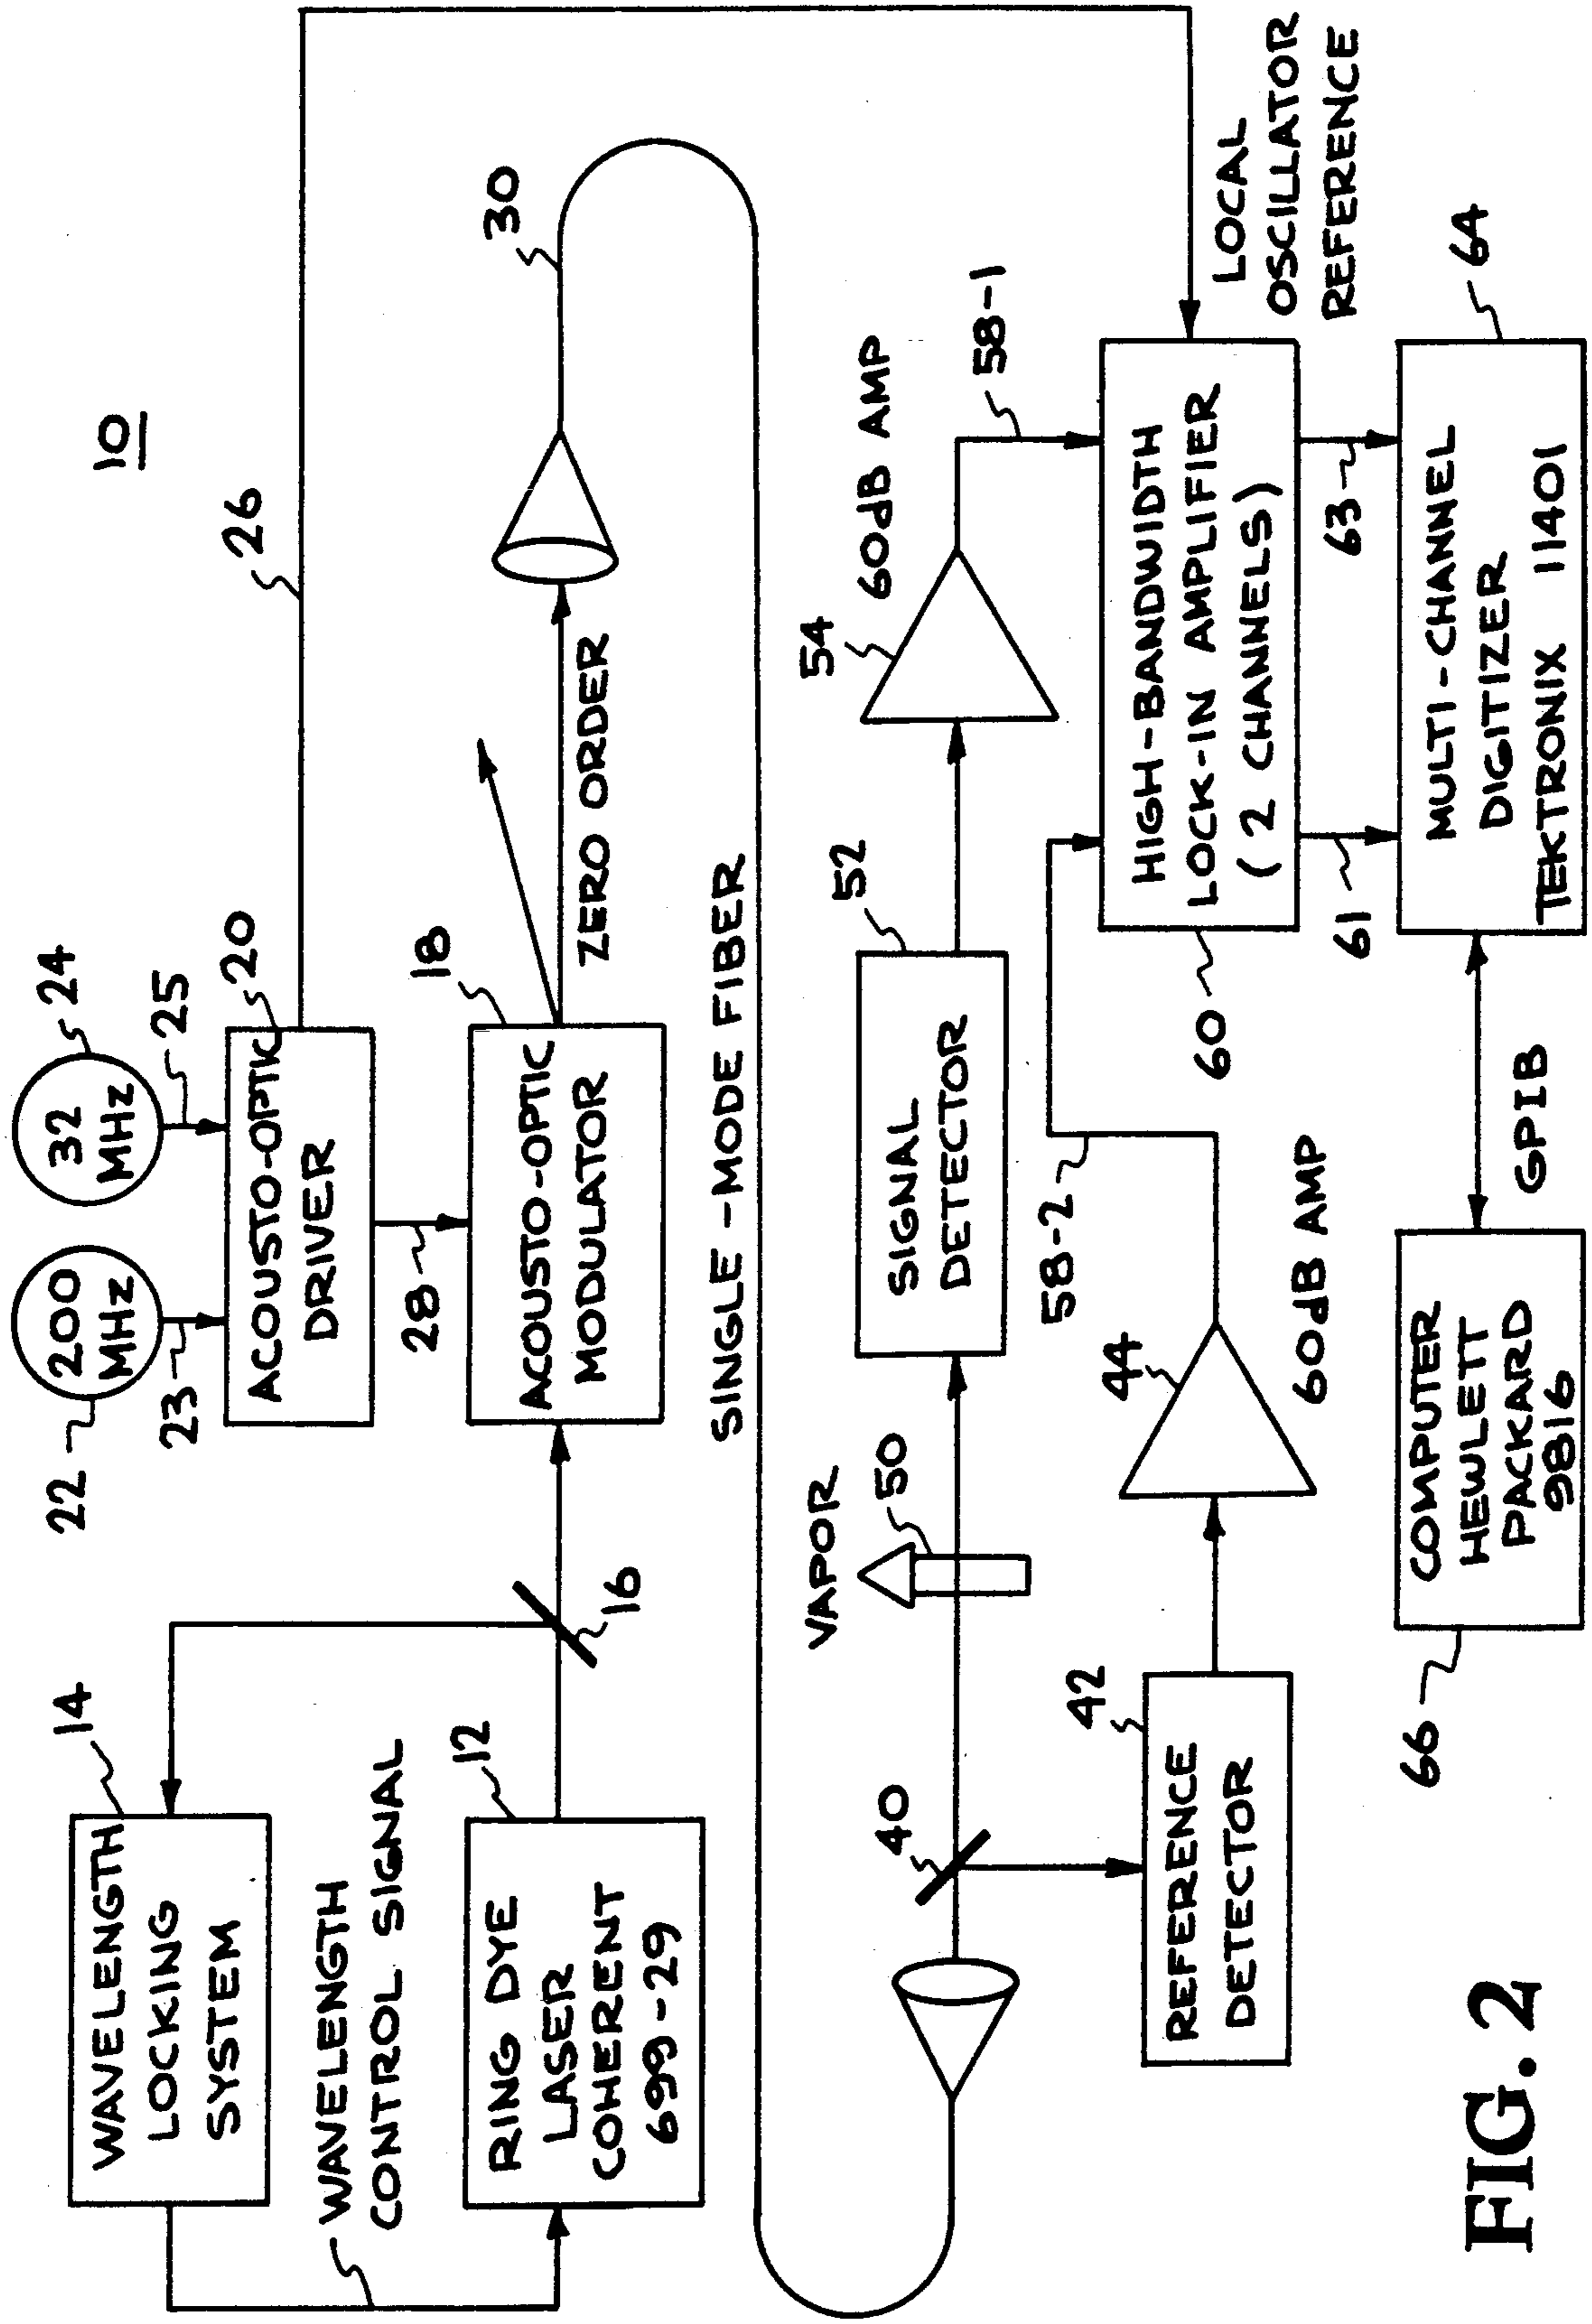 10
14
WAVELENGTH
LOCKING
SYSTEM
WAVELENGTH
CONTROL SIGNAL
12
RING DYE
LASER
COHERENT
699-29
16
22
200
MHz
23
32
MHz
24
25
20
ACOUSTO-OPTIC
DRIVER
26
28
18
ACOUSTO-OPTIC
MODULATOR
ZERO ORDER
30
SINGLE-MODE FIBER
40
VAPOR
50
52
SIGNAL
DETECTOR
54
60dB AMP
58-1
42
REFERENCE
DETECTOR
44
60dB AMP
58-2
60
HIGH-BANDWIDTH
LOCK-IN AMPLIFIER
(2 CHANNELS)
LOCAL
OSCILLATOR
REFERENCE
61
63
64
MULTI-CHANNEL
DIGITIZER
TEKTRONIX 11401
GPIB
66
COMPUTER
HEWLETT
PACKARD
9816
FIG. 2